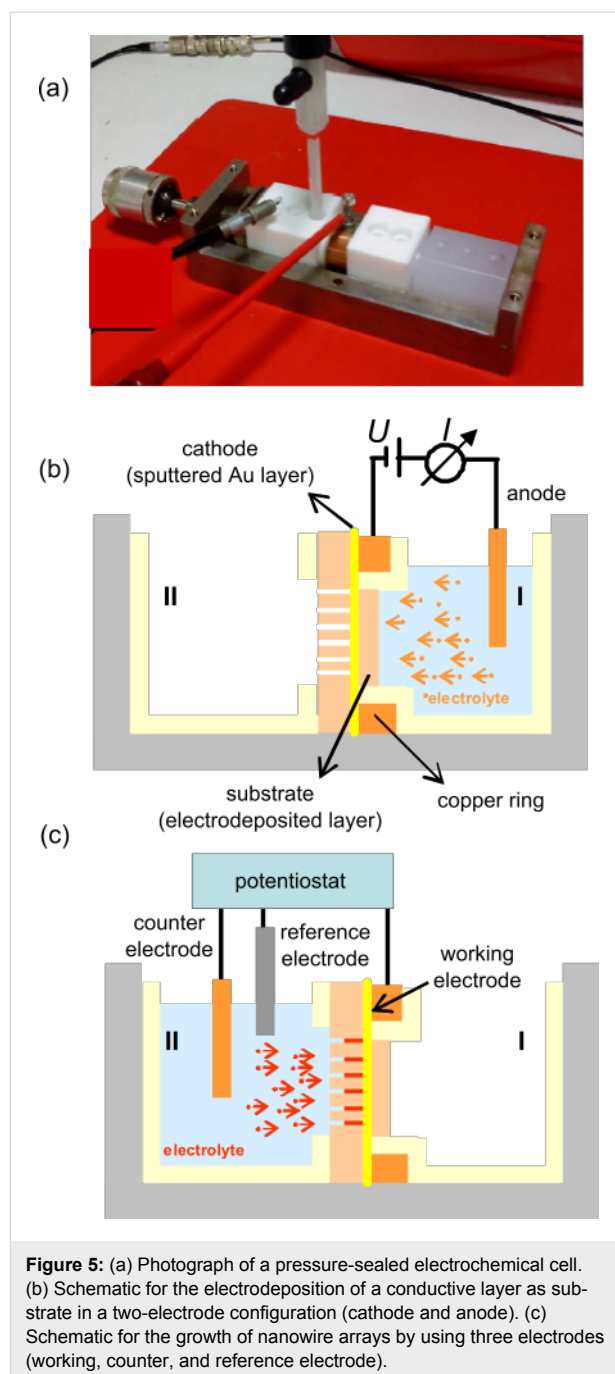 (a)
(b)
cathode
(sputtered Au layer)
U
I
anode
II
I
electrolyte
substrate
(electrodeposited layer)
copper ring
(c)
potentiostat
counter
electrode
reference
electrode
working
electrode
II
I
electrolyte
Figure 5: (a) Photograph of a pressure-sealed electrochemical cell.
(b) Schematic for the electrodeposition of a conductive layer as sub-
strate in a two-electrode configuration (cathode and anode). (c)
Schematic for the growth of nanowire arrays by using three electrodes
(working, counter, and reference electrode).